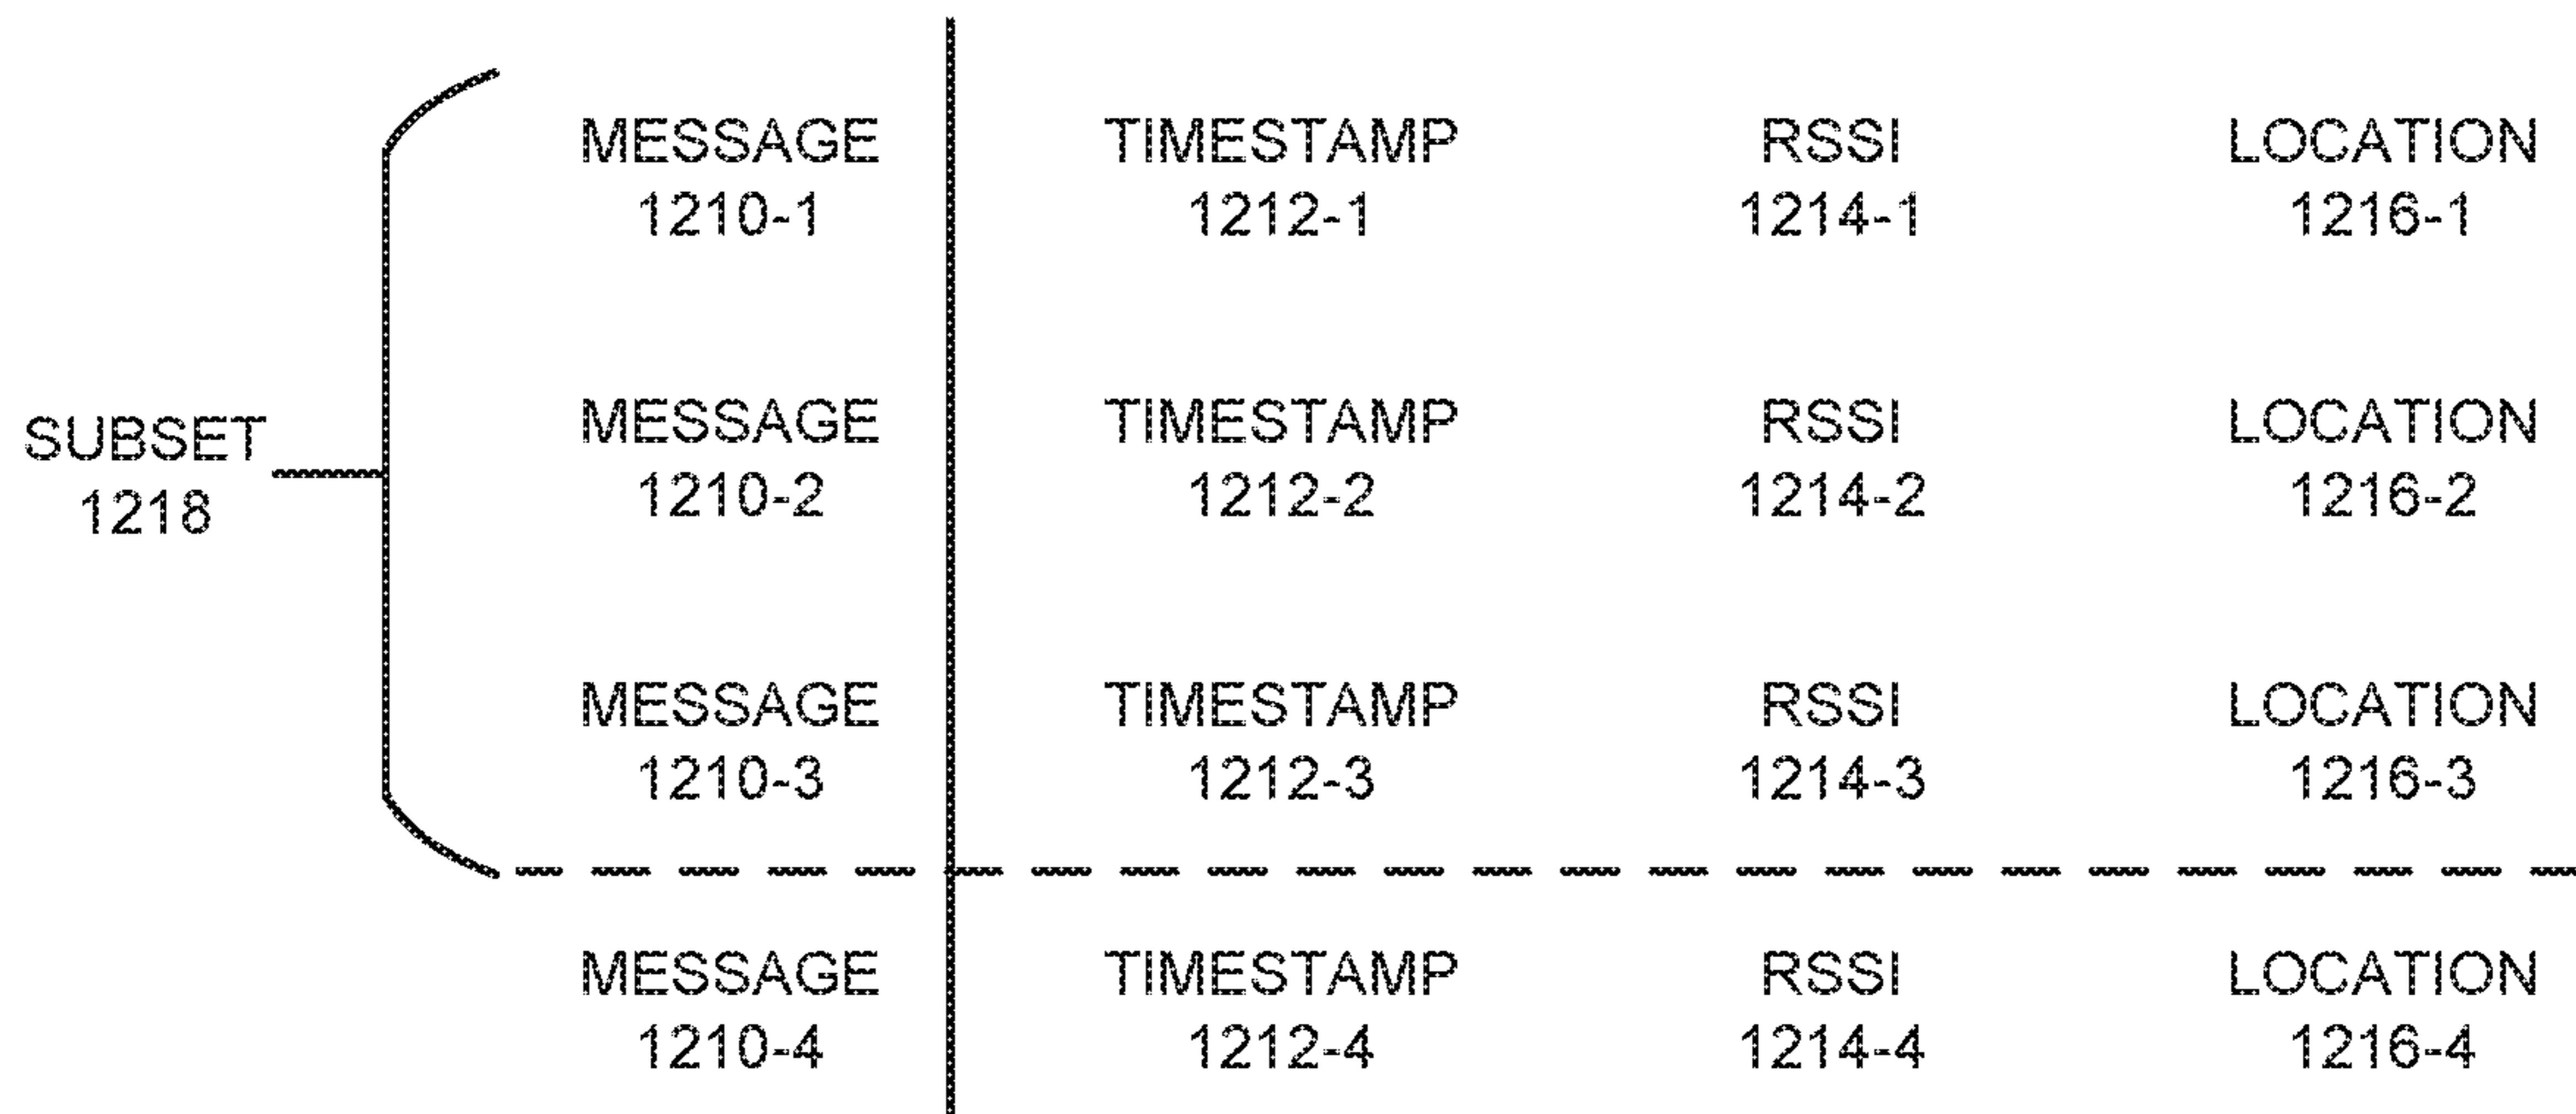 MESSAGE TIMESTAMP RSSI LOCATION
1210-1 1212-1 1214-1 1216-1
MESSAGE TIMESTAMP RSSI LOCATION
SUBSET
1210-2 1212-2 1214-2 1216-2
1218
MESSAGE TIMESTAMP RSSI LOCATION
1210-3 1212-3 1214-3 1216-3
MESSAGE TIMESTAMP RSSI LOCATION
1210-4 1212-4 1214-4 1216-4